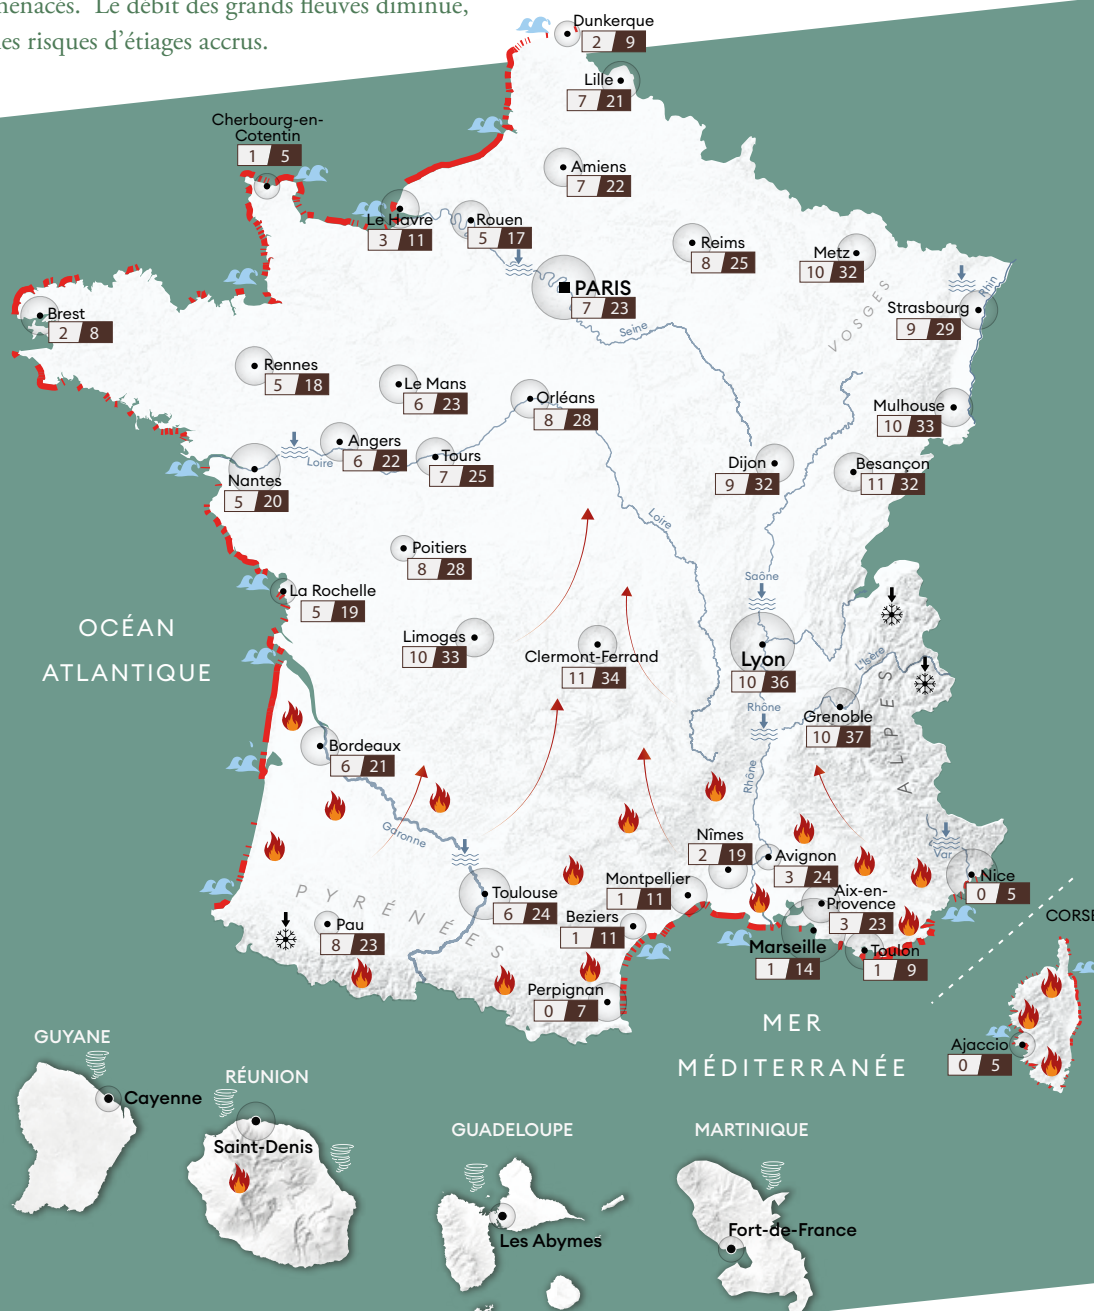 menacés. Le débit des grands fleuves diminue,
les risques d'étiages accrus.
Dunkerque
2 9
Lille
7 21
Cherbourg-en-
Cotentin
1 5
Amiens
7 22
Le Havre
3 11
Rouen
5 17
Reims
8 25
Metz
10 32
PARIS
7 23
Seine
VOSGES
Rhin
Strasbourg
9 29
Brest
2 8
Rennes
5 18
Le Mans
6 23
Orléans
8 28
Mulhouse
10 33
Angers
6 22
Loire
Tours
7 25
Nantes
5 20
Dijon
9 32
Besançon
11 32
Loire
Poitiers
8 28
La Rochelle
5 19
Saône
OCÉAN
ATLANTIQUE
Limoges
10 33
Clermont-Ferrand
11 34
Lyon
10 36
L'Isère
Rhône
Grenoble
10 37
ALPES
Bordeaux
6 21
Rhône
Garonne
Nîmes
2 19
Avignon
3 24
Var
Nice
0 5
Montpellier
1 11
Aix-en-
Provence
3 23
PYRÉNÉES
Toulouse
6 24
Beziers
1 11
Pau
8 23
Marseille
1 14
Toulon
1 9
CORSE
Perpignan
0 7
MER
MÉDITERRANÉE
Ajaccio
0 5
GUYANE
Cayenne
RÉUNION
Saint-Denis
GUADELOUPE
Les Abymes
MARTINIQUE
Fort-de-France